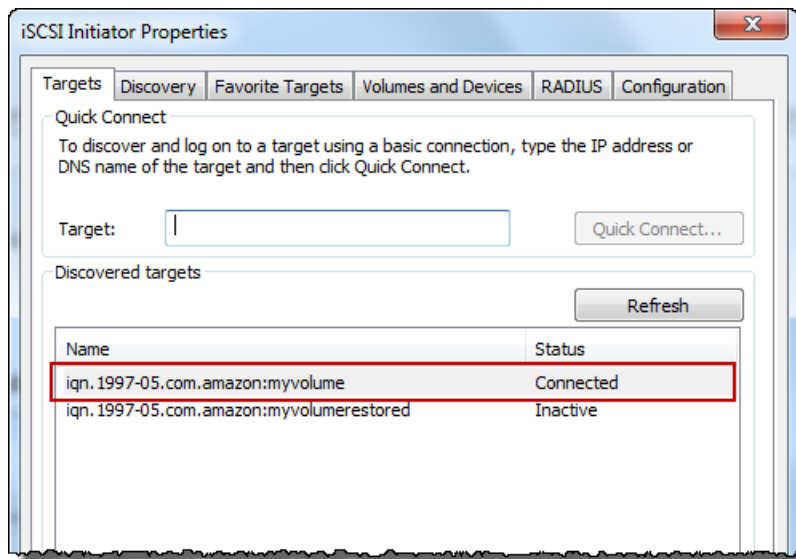 iSCSI Initiator Properties
Targets Discovery Favorite Targets Volumes and Devices RADIUS Configuration
Quick Connect
To discover and log on to a target using a basic connection, type the IP address or
DNS name of the target and then click Quick Connect.
Target: Quick Connect...
Discovered targets
Refresh
Name Status
iqn.1997-05.com.amazon:myvolume Connected
iqn.1997-05.com.amazon:myvolumerestored Inactive